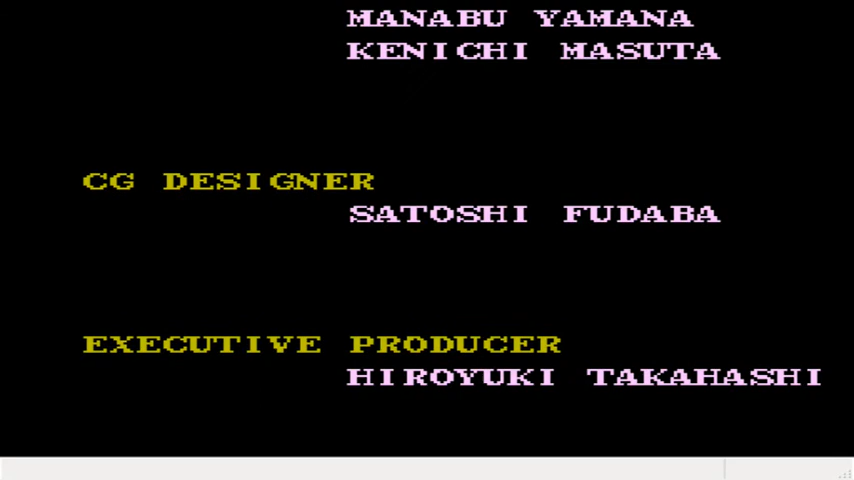 MANABU YAMANA
KENICHI MASUTA
CG DESIGNER
SATOSHI FUDABA
EXECUTIVE PRODUCER
HIROYUKI TAKAHASHI